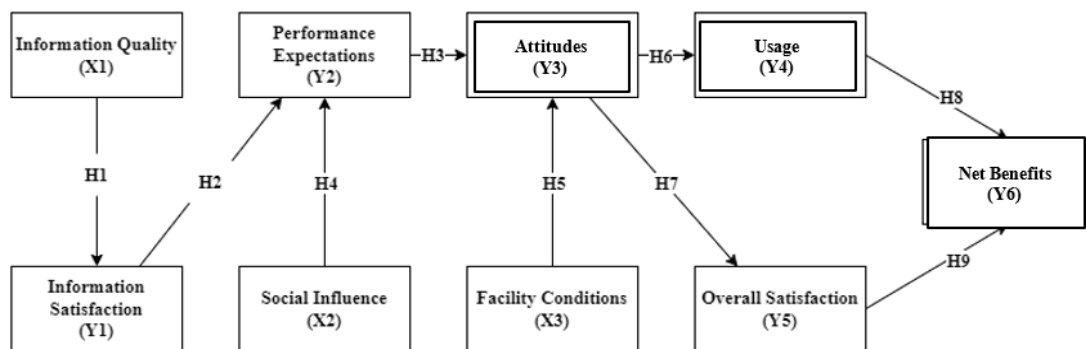 Information Quality
(X1)
Performance
Expectations
(Y2)
H3
Attitudes
(Y3)
H6
Usage
(Y4)
H8
H1
H2
H4
H5
H7
Net Benefits
(Y6)
H9
Information
Satisfaction
(Y1)
Social Influence
(X2)
Facility Conditions
(X3)
Overall Satisfaction
(Y5)